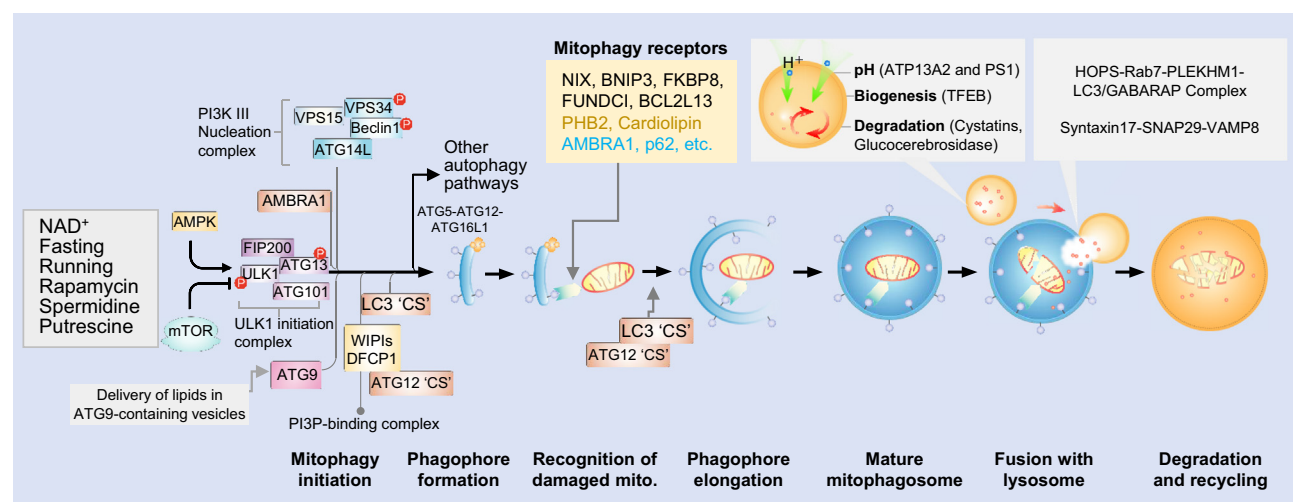 NAD⁺
Fasting
Running
Rapamycin
Spermidine
Putrescine
AMPK
mTOR
PI3K III
Nucleation
complex
VPS15
VPS34
P
Beclin1
P
ATG14L
AMBRA1
FIP200
ULK1
P
ATG13
P
ATG101
ULK1 initiation
complex
ATG9
Delivery of lipids in
ATG9-containing vesicles
LC3 ‘CS’
WIPIs
DFCP1
ATG12 ‘CS’
PI3P-binding complex
Other
autophagy
pathways
ATG5-ATG12-
ATG16L1
Mitophagy receptors
NIX, BNIP3, FKBP8,
FUNDCI, BCL2L13
PHB2, Cardiolipin
AMBRA1, p62, etc.
LC3 ‘CS’
ATG12 ‘CS’
H⁺
pH (ATP13A2 and PS1)
Biogenesis (TFEB)
Degradation (Cystatins,
Glucocerebrosidase)
HOPS-Rab7-PLEKHM1-
LC3/GABARAP Complex
Syntaxin17-SNAP29-VAMP8
Mitophagy
initiation
Phagophore
formation
Recognition of
damaged mito.
Phagophore
elongation
Mature
mitophagosome
Fusion with
lysosome
Degradation
and recycling